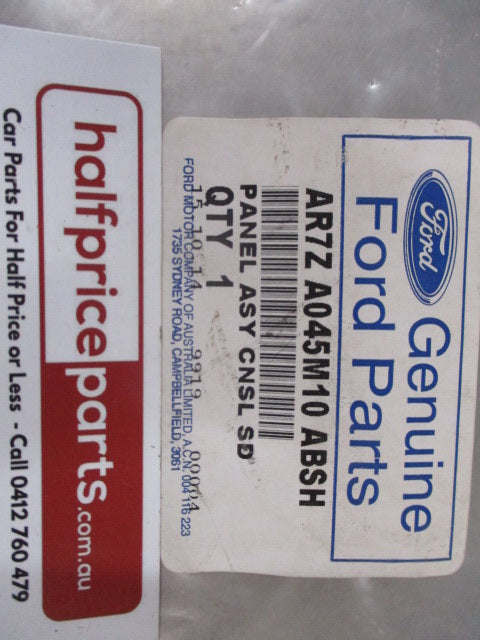 Ford
Genuine
Ford Parts
AR7Z A045M10 ABSH
PANEL ASY CNSL SD
QTY 1
15 10 14 9919
FORD MOTOR COMPANY OF AUSTRALIA LIMITED, A.C.N. 004 116 223
1735 SYDNEY ROAD, CAMPBELLFIELD, 3061
halfpriceparts.com.au
Car Parts For Half Price or Less - Call 0412 760 479